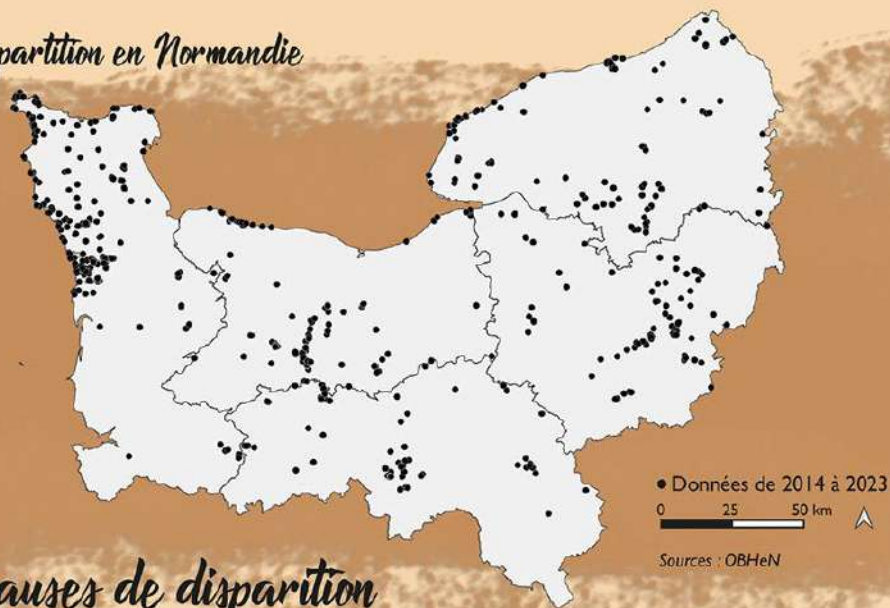 partition en Normandie
Données de 2014 à 2023
0 25 50 km
Sources : OBHeN
auses de disparition